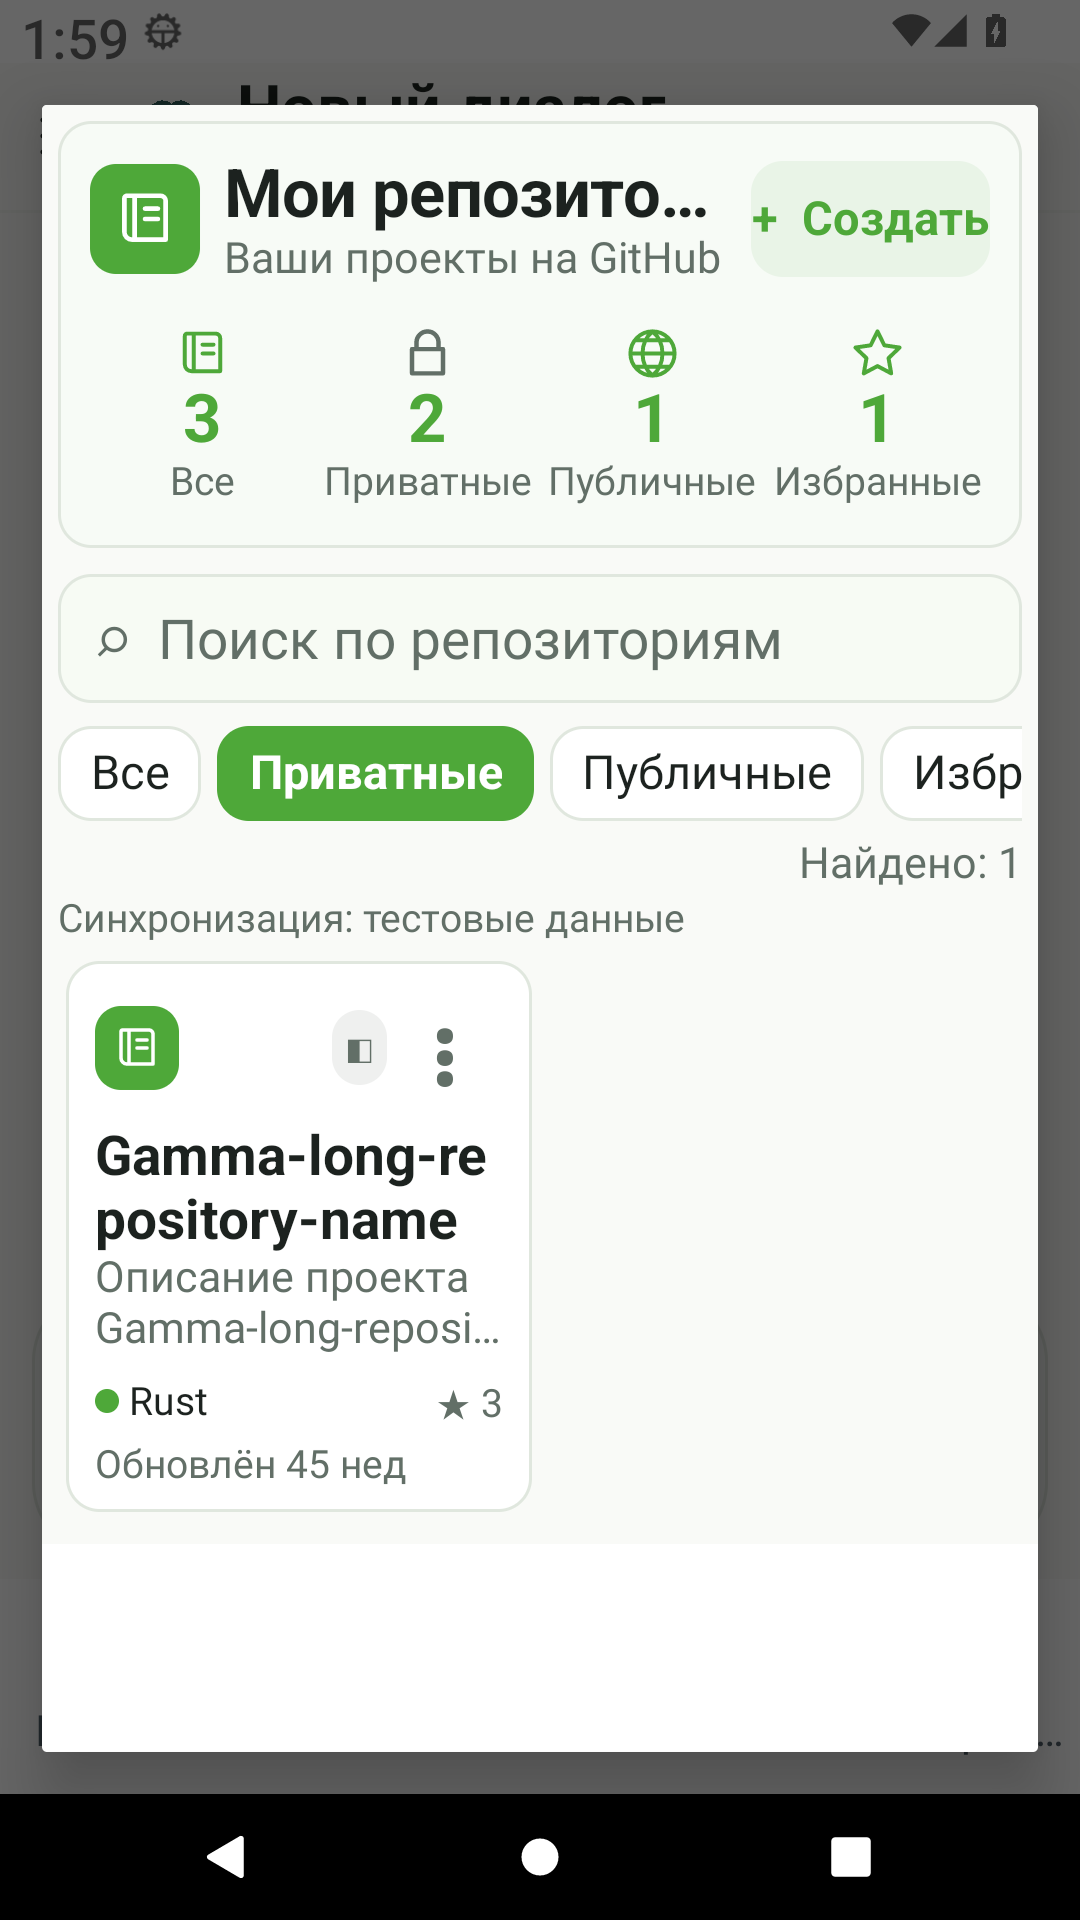 1:59
Новый диалог
Мои репозито...
Ваши проекты на GitHub
+ Создать
3
2
1
1
Все
Приватные
Публичные
Избранные
Поиск по репозиториям
Все
Приватные
Публичные
Избр
Найдено: 1
Синхронизация: тестовые данные
Gamma-long-re
pository-name
Описание проекта
Gamma-long-reposi...
Rust
★ 3
Обновлён 45 нед